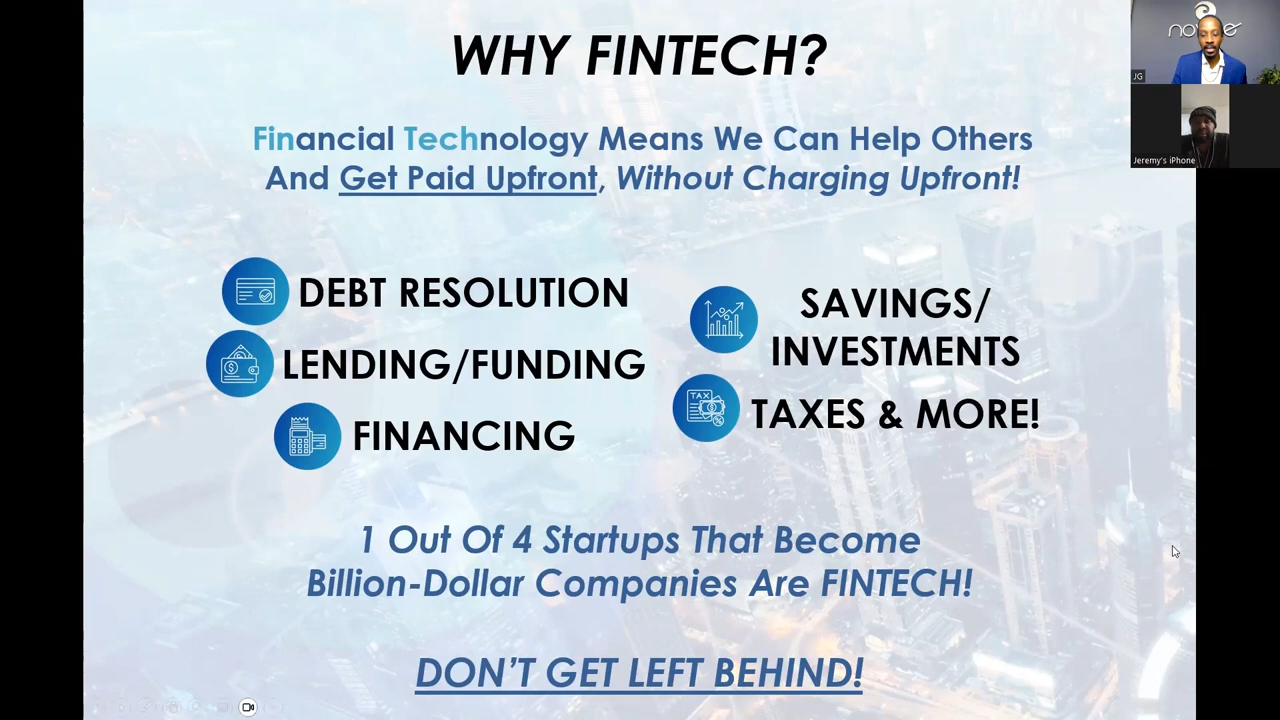 WHY FINTECH?
Financial Technology Means We Can Help Others
And Get Paid Upfront, Without Charging Upfront!
DEBT RESOLUTION
LENDING/FUNDING
FINANCING
SAVINGS/
INVESTMENTS
TAX
TAXES & MORE!
1 Out Of 4 Startups That Become
Billion-Dollar Companies Are FINTECH!
DON'T GET LEFT BEHIND!
JG
Jeremy's iPhone